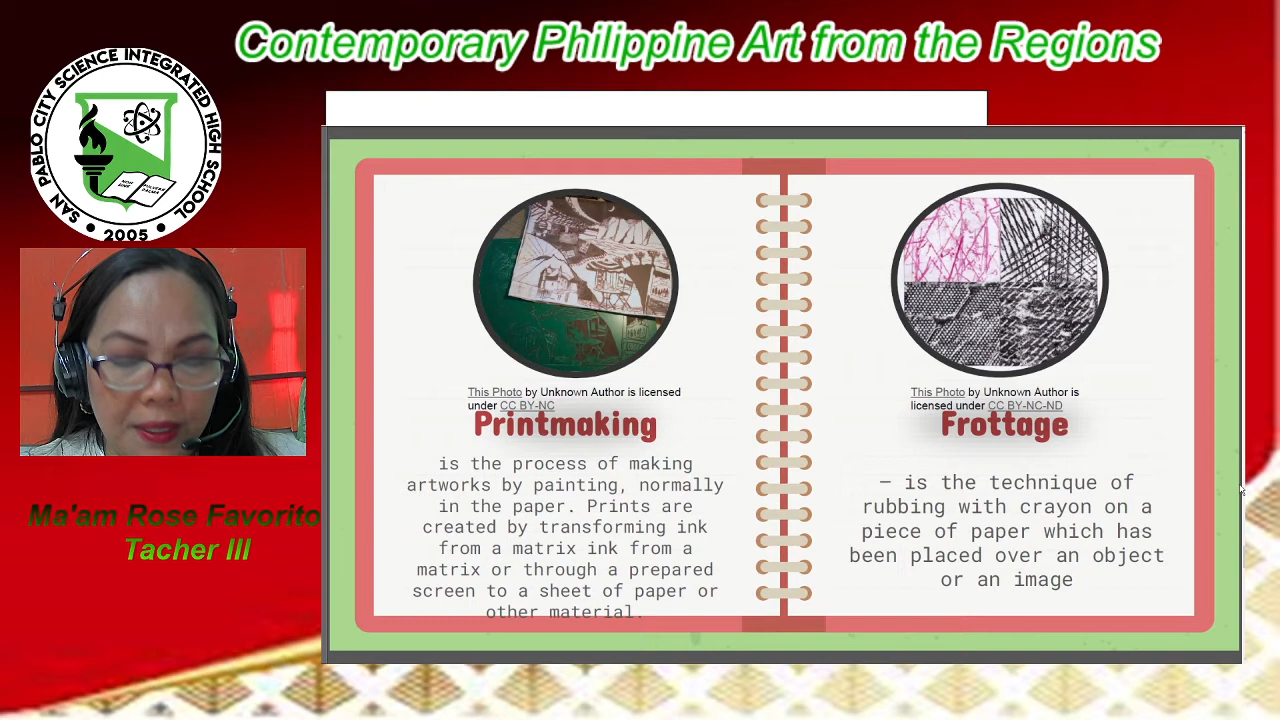 Contemporary Philippine Art from the Regions
SAN PABLO CITY SCIENCE INTEGRATED HIGH SCHOOL
• 2005 •
Ma'am Rose Favorito
Tacher III
This Photo by Unknown Author is licensed
under CC BY-NC
Printmaking
is the process of making
artworks by painting, normally
in the paper. Prints are
created by transforming ink
from a matrix ink from a
matrix or through a prepared
screen to a sheet of paper or
other material.
This Photo by Unknown Author is
licensed under CC BY-NC-ND
Frottage
– is the technique of
rubbing with crayon on a
piece of paper which has
been placed over an object
or an image